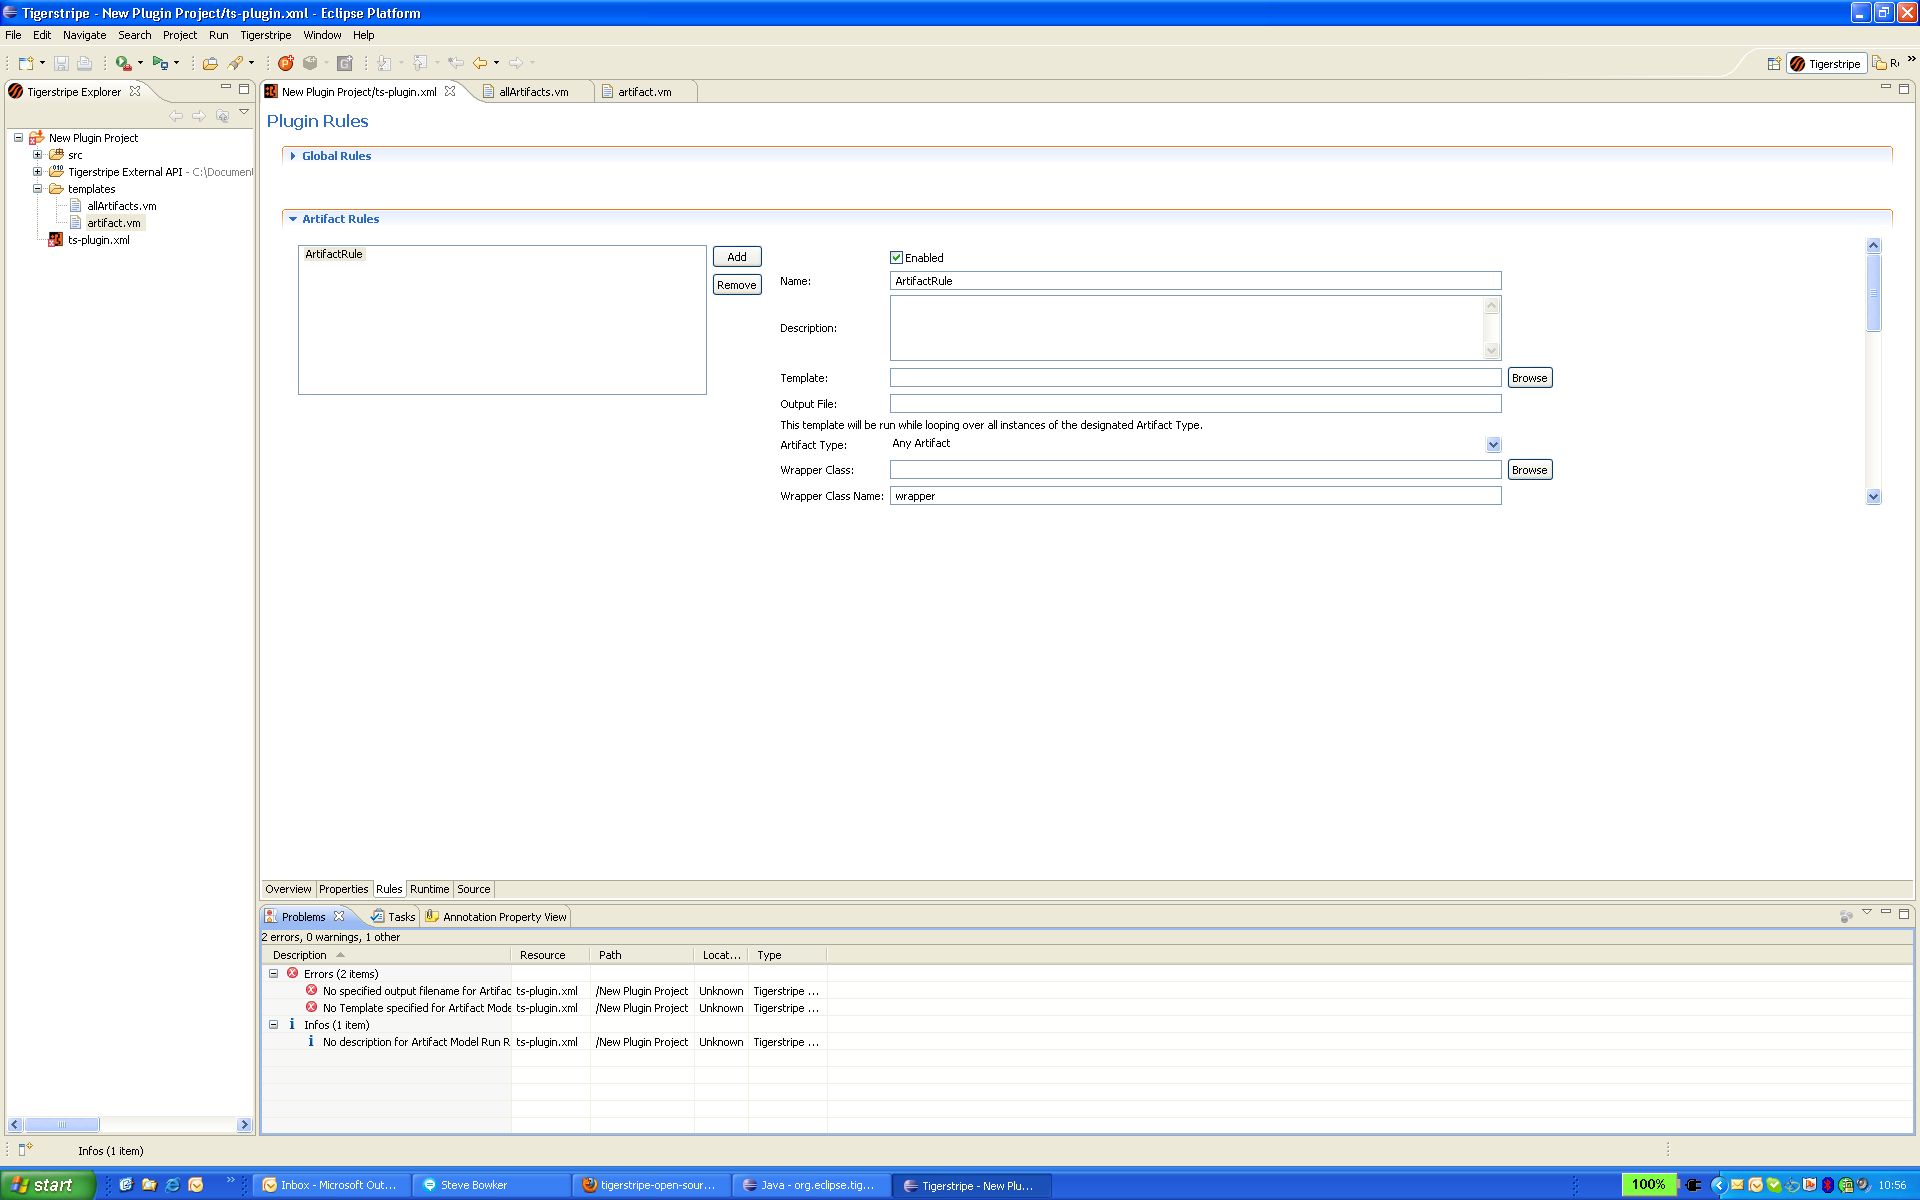 Tigerstripe - New Plugin Project/ts-plugin.xml - Eclipse Platform
File Edit Navigate Search Project Run Tigerstripe Window Help
Tigerstripe
Tigerstripe Explorer
New Plugin Project
src
Tigerstripe External API - C:\Document
templates
allArtifacts.vm
artifact.vm
ts-plugin.xml
New Plugin Project/ts-plugin.xml allArtifacts.vm artifact.vm
Plugin Rules
Global Rules
Artifact Rules
ArtifactRule
Add
Remove
Enabled
Name: ArtifactRule
Description:
Template: Browse
Output File:
This template will be run while looping over all instances of the designated Artifact Type.
Artifact Type: Any Artifact
Wrapper Class: Browse
Wrapper Class Name: wrapper
Overview Properties Rules Runtime Source
Problems Tasks Annotation Property View
2 errors, 0 warnings, 1 other
Description Resource Path Locat... Type
Errors (2 items)
No specified output filename for Artifac ts-plugin.xml /New Plugin Project Unknown Tigerstripe ...
No Template specified for Artifact Mode ts-plugin.xml /New Plugin Project Unknown Tigerstripe ...
Infos (1 item)
No description for Artifact Model Run R ts-plugin.xml /New Plugin Project Unknown Tigerstripe ...
Infos (1 item)
start Inbox - Microsoft Out... Steve Bowker tigerstripe-open-sour... Java - org.eclipse.tig... Tigerstripe - New Plu... 100% 10:56